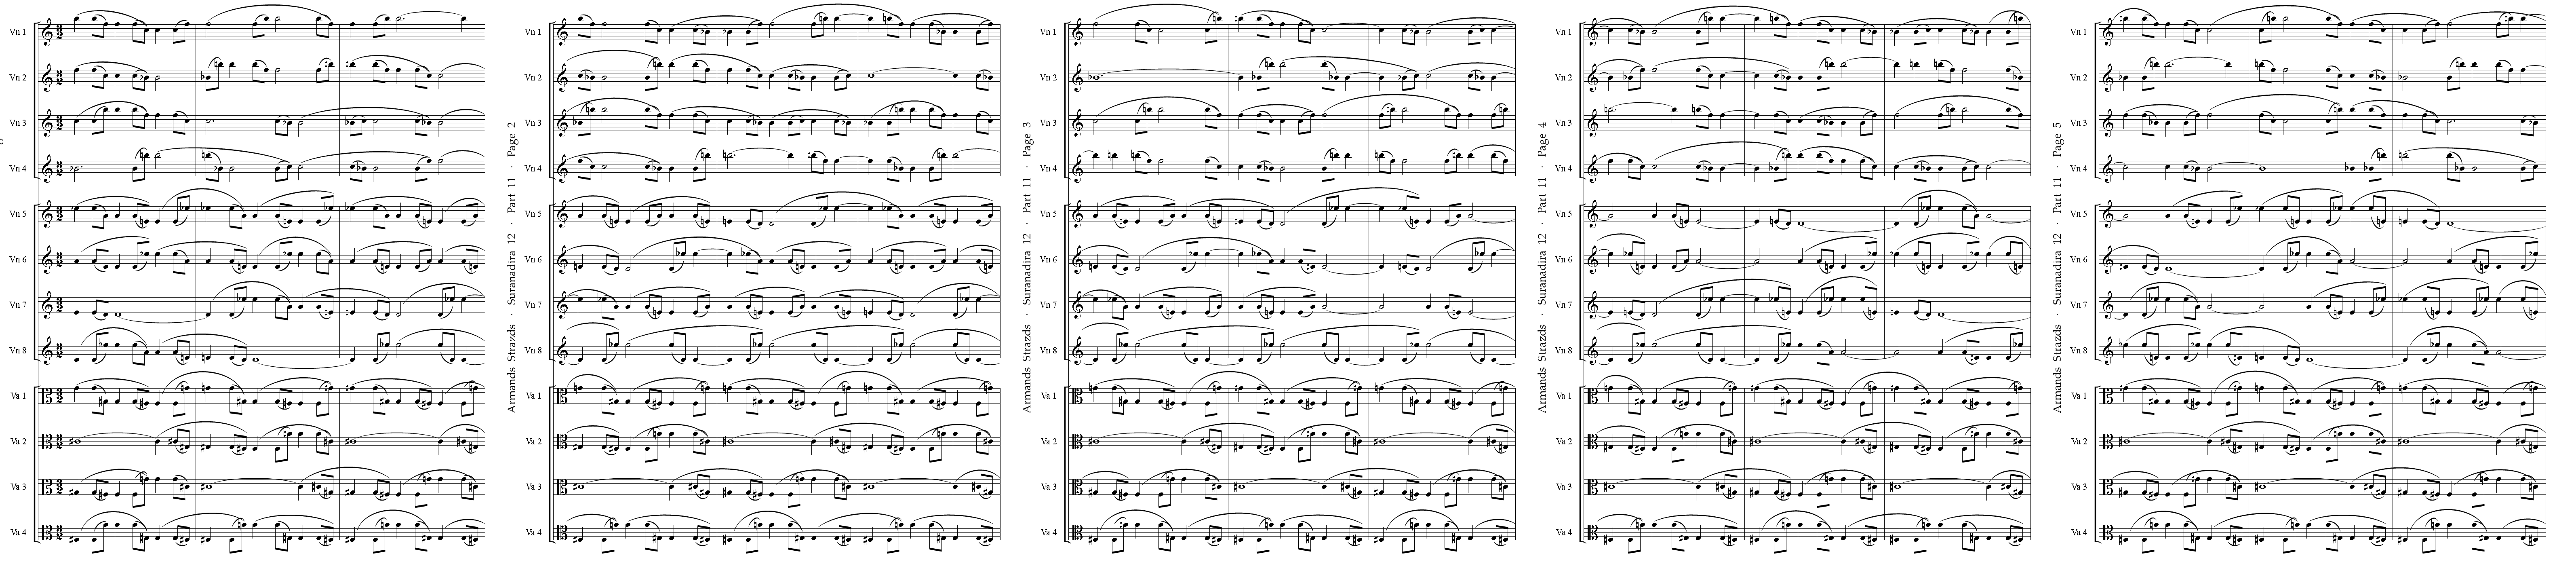 Vn 1
Vn 2
Vn 3
Vn 4
Vn 5
Vn 6
Vn 7
Vn 8
Va 1
Va 2
Va 3
Va 4
Armands Strazds · Suranadira 12 · Part 11 · Page 2
Vn 1
Vn 2
Vn 3
Vn 4
Vn 5
Vn 6
Vn 7
Vn 8
Va 1
Va 2
Va 3
Va 4
Armands Strazds · Suranadira 12 · Part 11 · Page 3
Vn 1
Vn 2
Vn 3
Vn 4
Vn 5
Vn 6
Vn 7
Vn 8
Va 1
Va 2
Va 3
Va 4
Armands Strazds · Suranadira 12 · Part 11 · Page 4
Vn 1
Vn 2
Vn 3
Vn 4
Vn 5
Vn 6
Vn 7
Vn 8
Va 1
Va 2
Va 3
Va 4
Armands Strazds · Suranadira 12 · Part 11 · Page 5
Vn 1
Vn 2
Vn 3
Vn 4
Vn 5
Vn 6
Vn 7
Vn 8
Va 1
Va 2
Va 3
Va 4